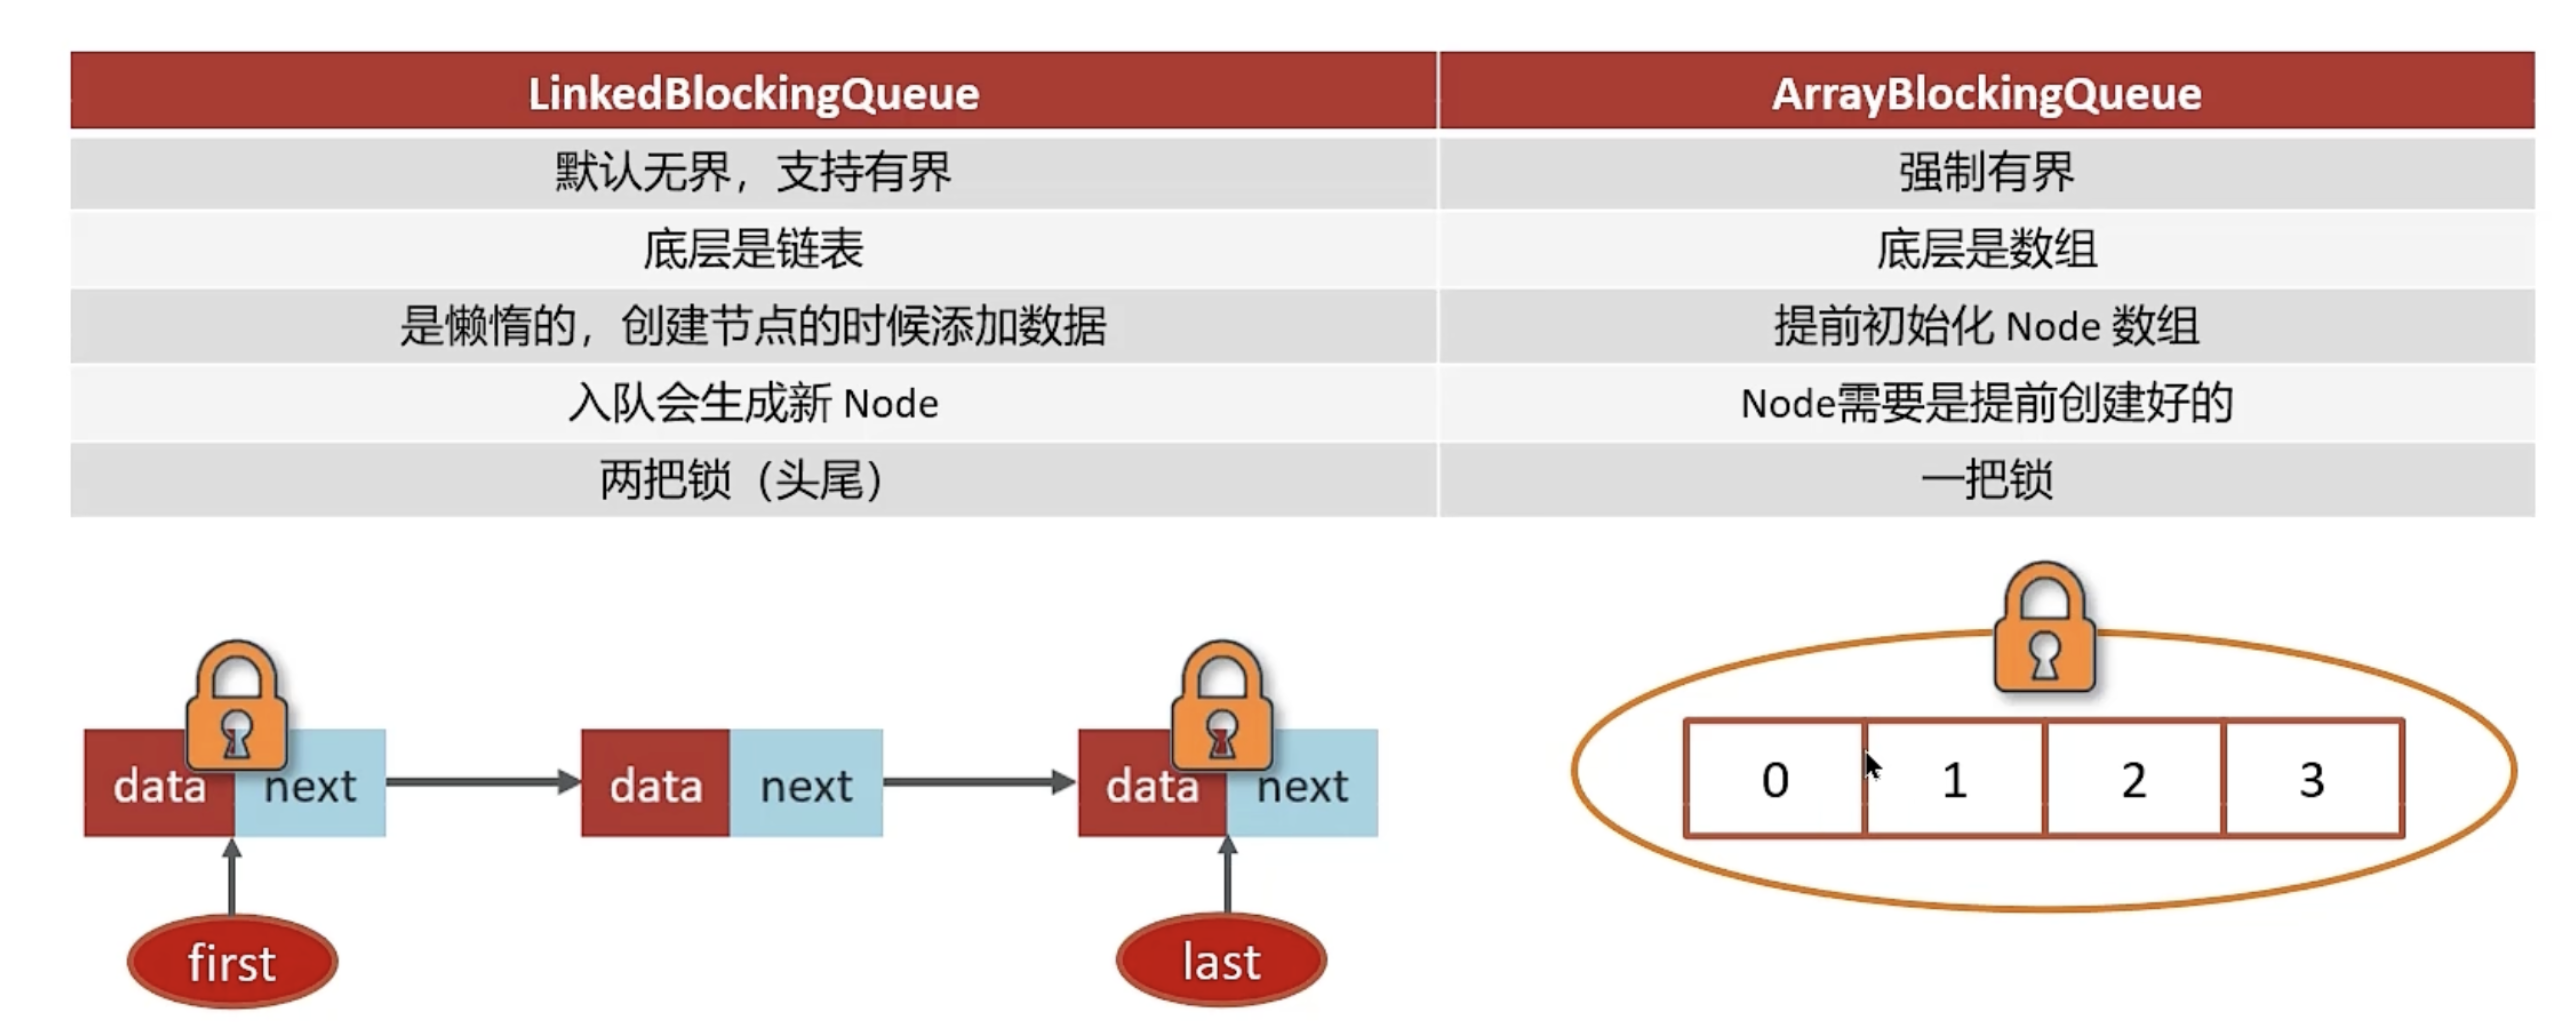 LinkedBlockingQueue ArrayBlockingQueue
默认无界，支持有界 强制有界
底层是链表 底层是数组
是懒惰的，创建节点的时候添加数据 提前初始化 Node 数组
入队会生成新 Node Node需要是提前创建好的
两把锁（头尾） 一把锁
data next data next data next
0 1 2 3
first last